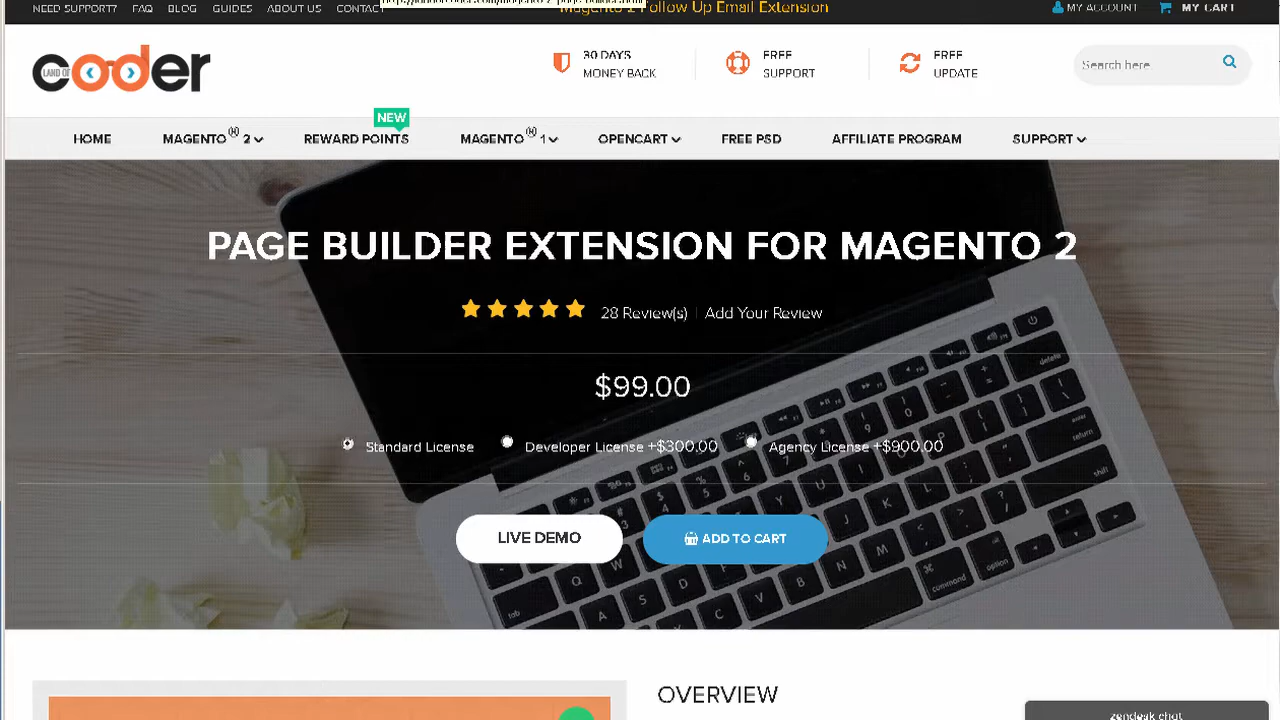 NEED SUPPORT? FAQ BLOG GUIDES ABOUT US CONTACT Magento 2 Follow Up Email Extension MY ACCOUNT MY CART
LAND OF coder
30 DAYS
MONEY BACK
FREE
SUPPORT
FREE
UPDATE
Search here
NEW
HOME MAGENTO ® 2 REWARD POINTS MAGENTO ® 1 OPENCART FREE PSD AFFILIATE PROGRAM SUPPORT
PAGE BUILDER EXTENSION FOR MAGENTO 2
28 Review(s) | Add Your Review
$99.00
Standard License Developer License +$300.00 Agency License +$900.00
LIVE DEMO ADD TO CART
OVERVIEW
zendesk chat